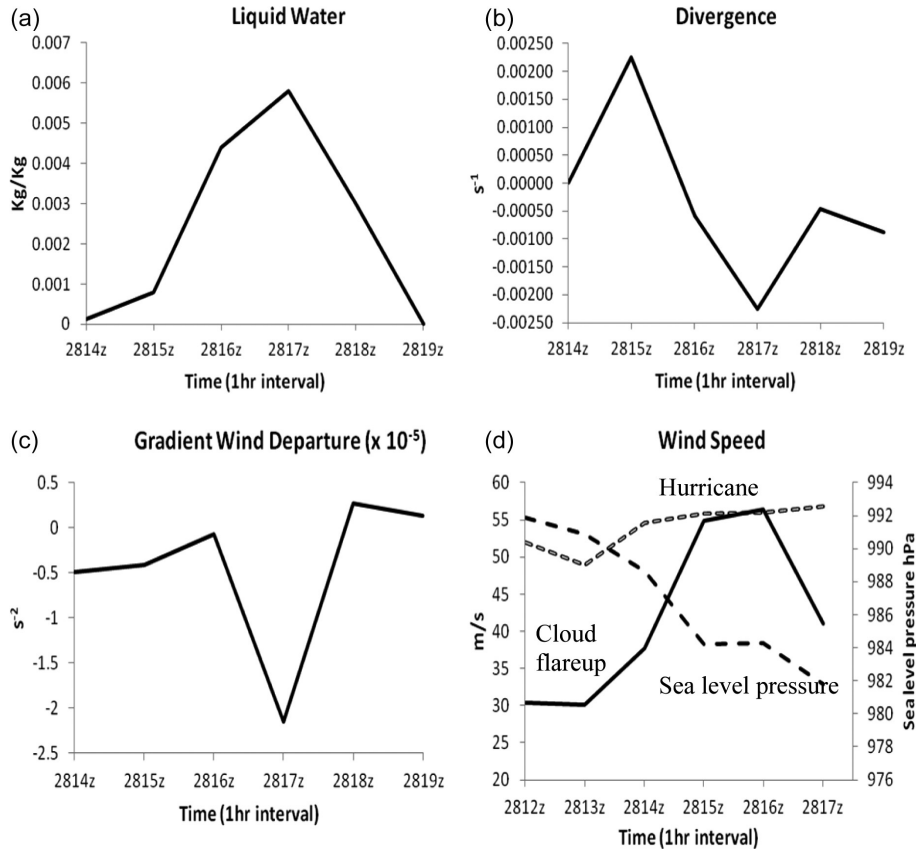 (a)
Liquid Water
0.007
0.006
0.005
0.004
0.003
0.002
0.001
0
Kg/Kg
2814z 2815z 2816z 2817z 2818z 2819z
Time (1hr interval)
(b)
Divergence
0.00250
0.00200
0.00150
0.00100
0.00050
0.00000
-0.00050
-0.00100
-0.00150
-0.00200
-0.00250
s⁻¹
2814z 2815z 2816z 2817z 2818z 2819z
Time (1hr interval)
(c)
Gradient Wind Departure (x 10⁻⁵)
0.5
0
-0.5
-1
-1.5
-2
-2.5
s⁻²
2814z 2815z 2816z 2817z 2818z 2819z
Time (1hr interval)
(d)
Wind Speed
60
55
50
45
40
35
30
25
20
m/s
Hurricane
Cloud
flareup
Sea level pressure
994
992
990
988
986
984
982
980
978
976
Sea level pressure hPa
2812z 2813z 2814z 2815z 2816z 2817z
Time (1hr interval)